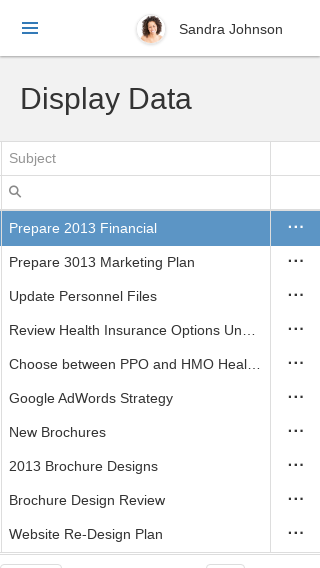 Sandra Johnson
Display Data
Subject
Prepare 2013 Financial
Prepare 3013 Marketing Plan
Update Personnel Files
Review Health Insurance Options Un…
Choose between PPO and HMO Heal…
Google AdWords Strategy
New Brochures
2013 Brochure Designs
Brochure Design Review
Website Re-Design Plan